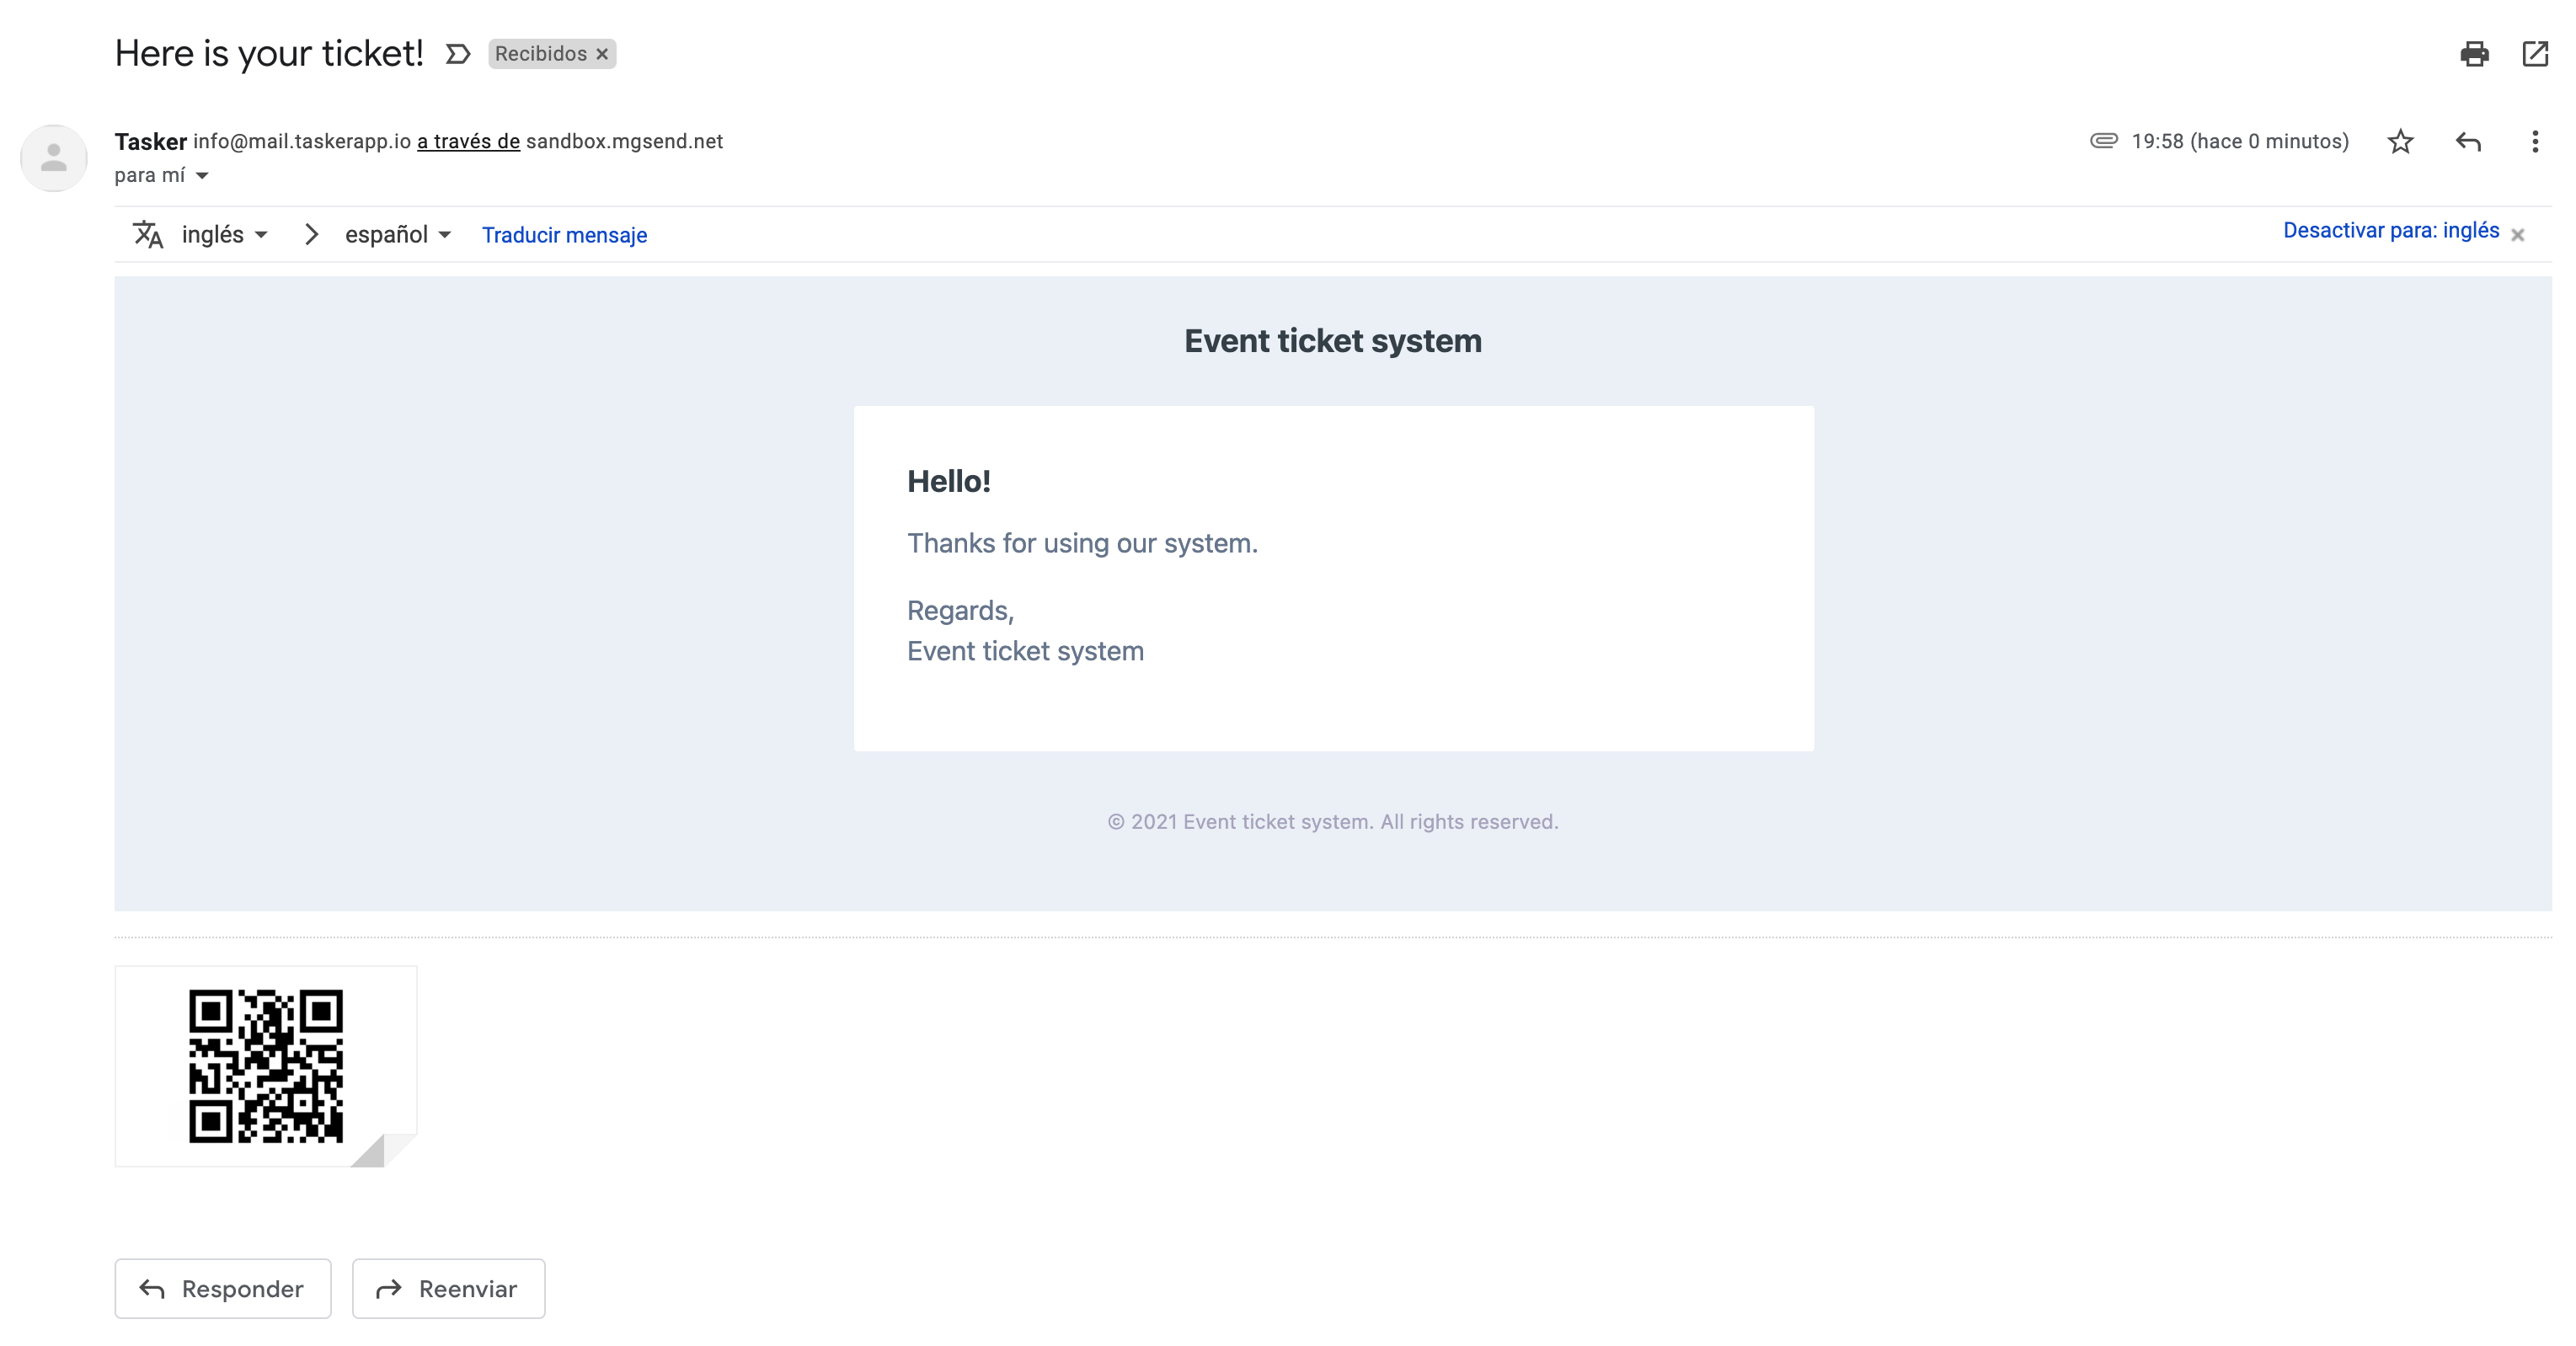 Here is your ticket! Recibidos
Tasker info@mail.taskerapp.io a través de sandbox.mgsend.net
19:58 (hace 0 minutos)
para mí
inglés español Traducir mensaje
Desactivar para: inglés
Event ticket system
Hello!
Thanks for using our system.
Regards,
Event ticket system
© 2021 Event ticket system. All rights reserved.
Responder Reenviar